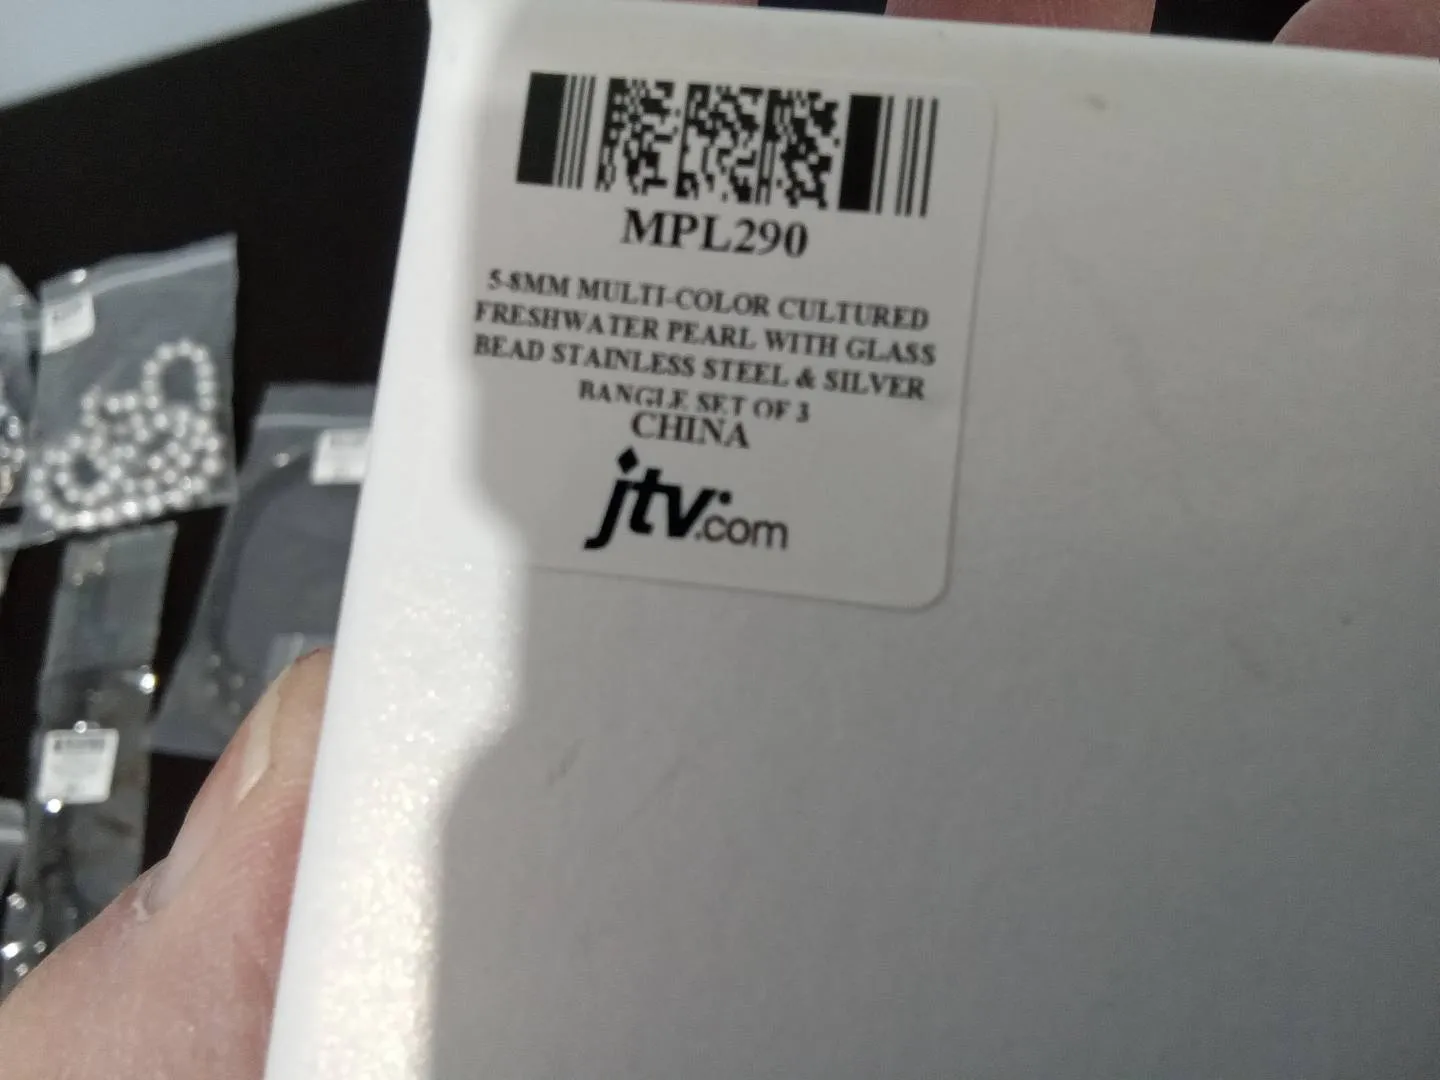 MPL290
5-8MM MULTI-COLOR CULTURED
FRESHWATER PEARL WITH GLASS
BEAD STAINLESS STEEL & SILVER
BANGLE SET OF 3
CHINA
jtv.com